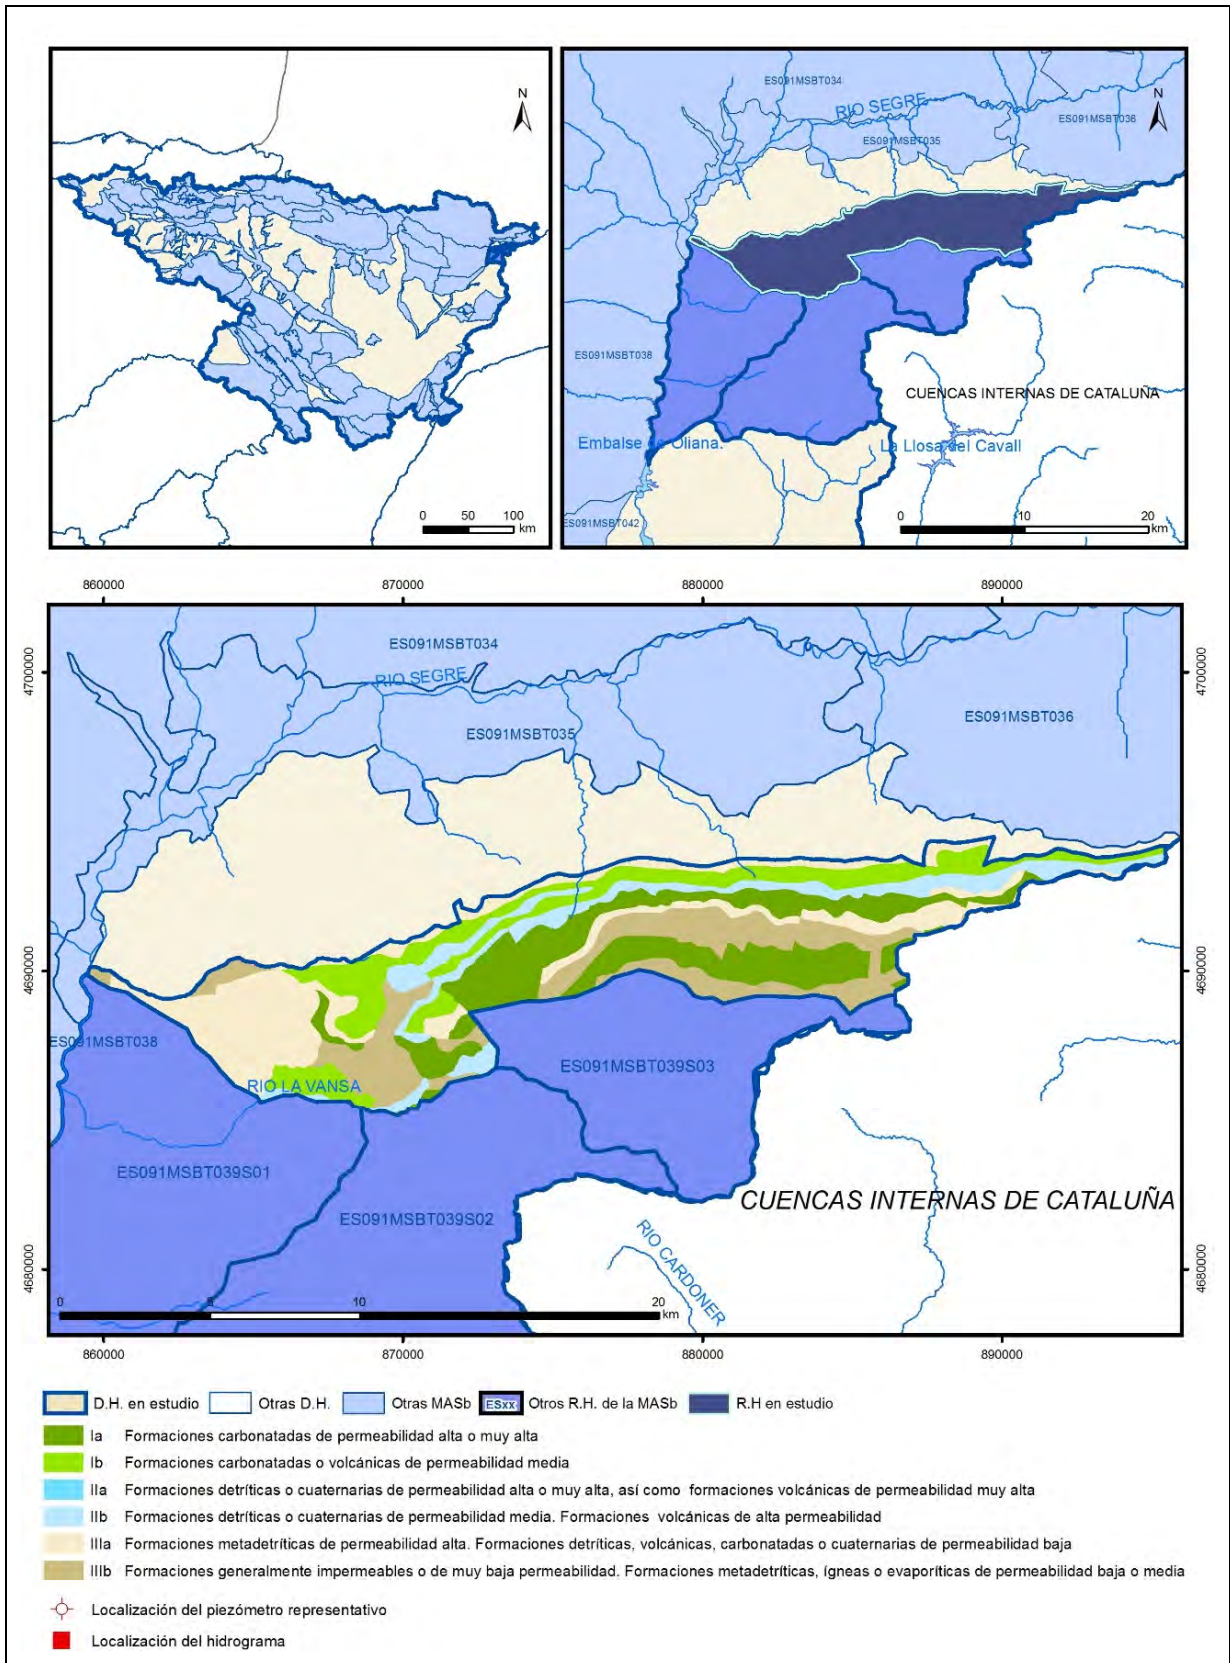 N
0 50 100
km
ES091MSBT034
RIO SEGRE
ES091MSBT036
N
ES091MSBT035
ES091MSBT038
CUENCAS INTERNAS DE CATALUÑA
Embalse de Oliana.
La Llosa del Cavall
ES091MSBT042
0 10 20
km
860000 870000 880000 890000
4700000
4690000
4680000
ES091MSBT034
RIO SEGRE
ES091MSBT035
ES091MSBT036
4700000
4690000
4680000
ES091MSBT038
RIO LA VANSA
ES091MSBT039S03
ES091MSBT039S01
ES091MSBT039S02
CUENCAS INTERNAS DE CATALUÑA
RIO CARDONER
0 5 10 20
km
860000 870000 880000 890000
D.H. en estudio Otras D.H. Otras MASb ESxx Otros R.H. de la MASb R.H en estudio
Ia Formaciones carbonatadas de permeabilidad alta o muy alta
Ib Formaciones carbonatadas o volcánicas de permeabilidad media
IIa Formaciones detríticas o cuaternarias de permeabilidad alta o muy alta, así como formaciones volcánicas de permeabilidad muy alta
IIb Formaciones detríticas o cuaternarias de permeabilidad media. Formaciones volcánicas de alta permeabilidad
IIIa Formaciones metadetríticas de permeabilidad alta. Formaciones detríticas, volcánicas, carbonatadas o cuaternarias de permeabilidad baja
IIIb Formaciones generalmente impermeables o de muy baja permeabilidad. Formaciones metadetríticas, ígneas o evaporíticas de permeabilidad baja o media
Localización del piezómetro representativo
Localización del hidrograma